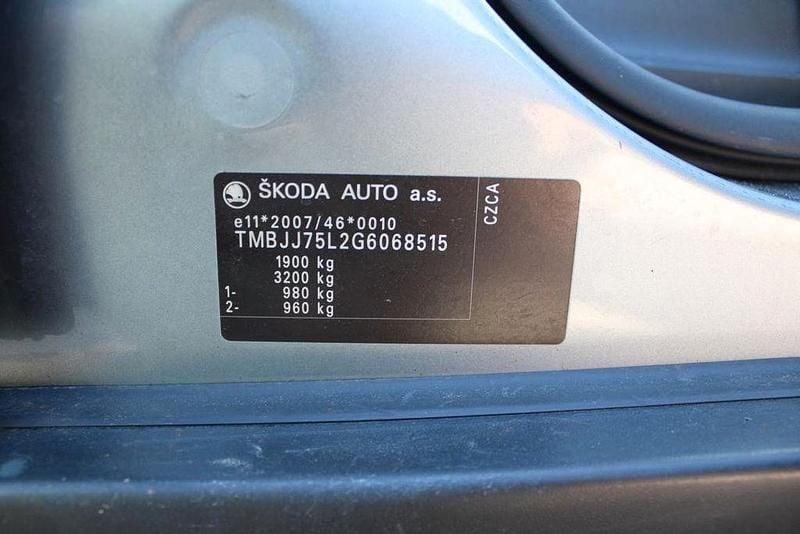 ŠKODA AUTO a.s.
e11*2007/46*0010
TMBJJ75L2G6068515
1900 kg
3200 kg
1- 980 kg
2- 960 kg
CZCA